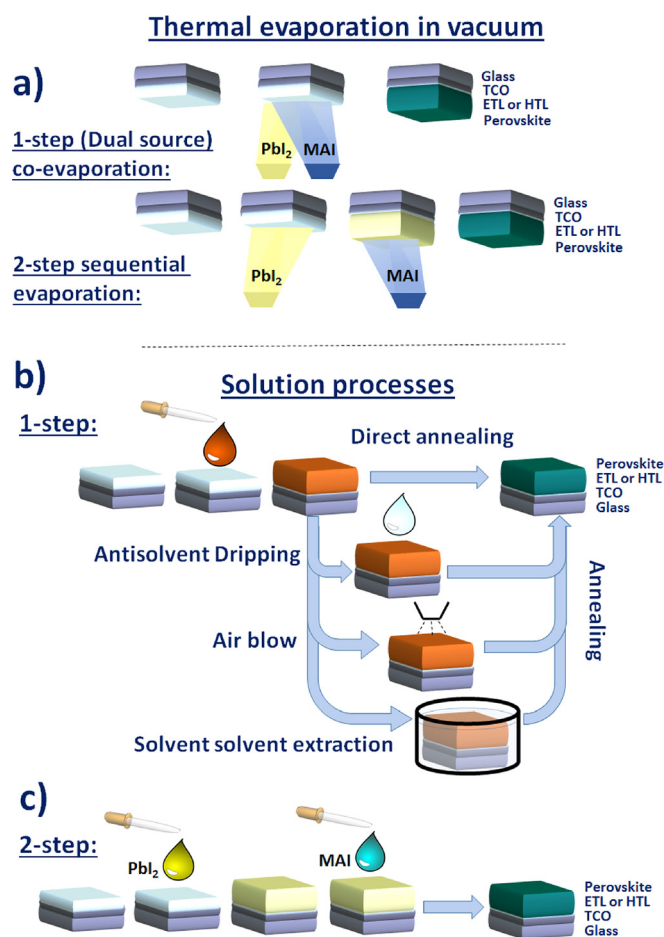 Thermal evaporation in vacuum
a)
Glass
TCO
ETL or HTL
Perovskite
1-step (Dual source)
co-evaporation:
PbI2
MAI
Glass
TCO
ETL or HTL
Perovskite
2-step sequential
evaporation:
PbI2
MAI
b)
Solution processes
1-step:
Direct annealing
Perovskite
ETL or HTL
TCO
Glass
Antisolvent Dripping
Annealing
Air blow
Solvent solvent extraction
c)
2-step:
PbI2
MAI
Perovskite
ETL or HTL
TCO
Glass